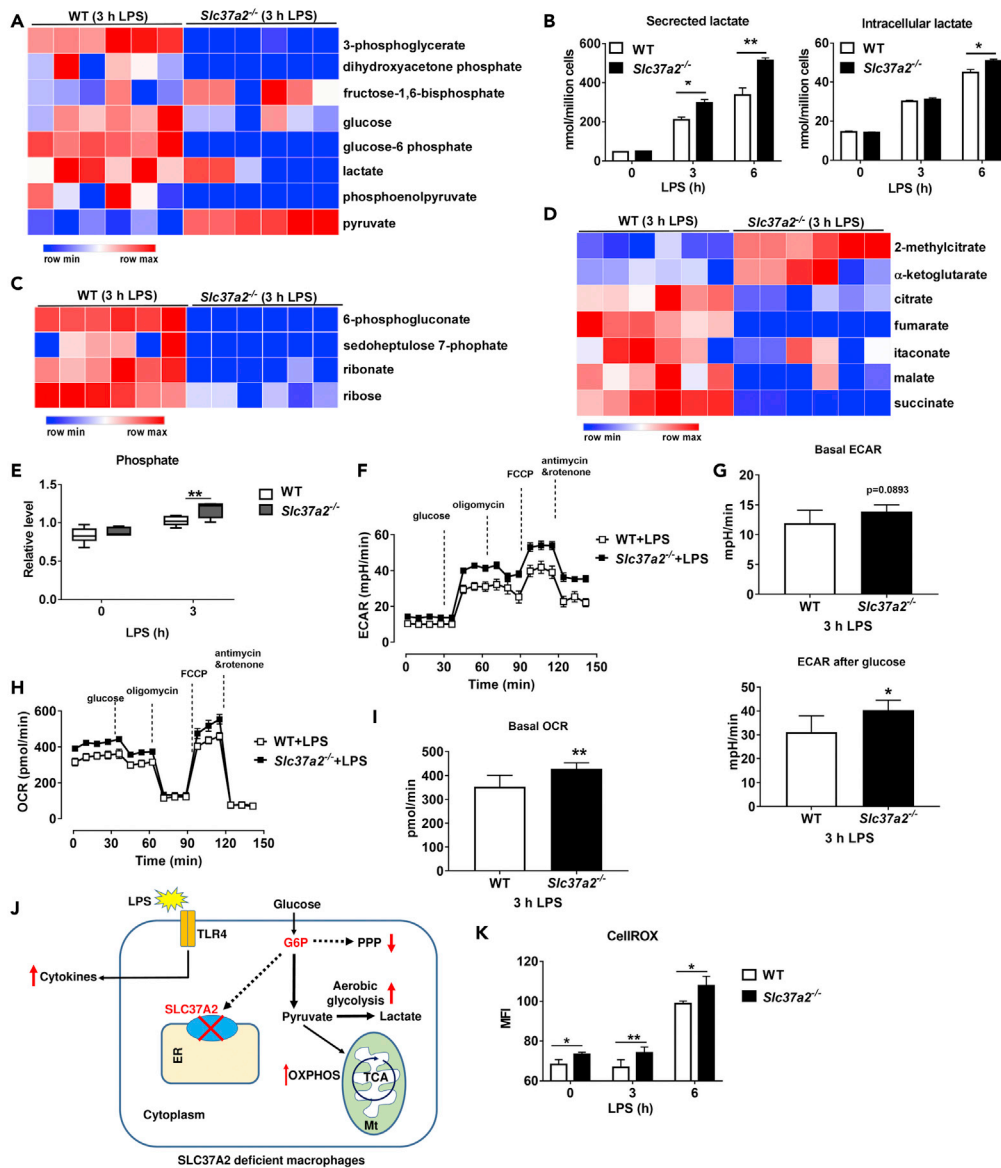 A
WT (3 h LPS)
Slc37a2-/- (3 h LPS)
3-phosphoglycerate
dihydroxyacetone phosphate
fructose-1,6-bisphosphate
glucose
glucose-6 phosphate
lactate
phosphoenolpyruvate
pyruvate
row min
row max
B
Secrected lactate
nmol/million cells
600
400
200
0
*
**
0 3 6
LPS (h)
Intracellular lactate
WT
Slc37a2-/-
nmol/million cells
60
40
20
0
*
0 3 6
LPS (h)
C
WT (3 h LPS)
Slc37a2-/- (3 h LPS)
6-phosphogluconate
sedoheptulose 7-phophate
ribonate
ribose
row min
row max
D
WT (3 h LPS)
Slc37a2-/- (3 h LPS)
2-methylcitrate
α-ketoglutarate
citrate
fumarate
itaconate
malate
succinate
row min
row max
E
Phosphate
Relative level
1.5
1.0
0.5
0.0
**
WT
Slc37a2-/-
0 3
LPS (h)
F
glucose
oligomycin
FCCP
antimycin
&rotenone
ECAR (mpH/min)
60
40
20
0
0 30 60 90 120 150
Time (min)
WT+LPS
Slc37a2-/-+LPS
G
Basal ECAR
p=0.0893
mpH/min
20
15
10
5
0
WT Slc37a2-/-
3 h LPS
ECAR after glucose
*
mpH/min
50
40
30
20
10
0
WT Slc37a2-/-
3 h LPS
H
glucose
oligomycin
FCCP
antimycin
&rotenone
OCR (pmol/min)
600
400
200
0
0 30 60 90 120 150
Time (min)
WT+LPS
Slc37a2-/-+LPS
I
Basal OCR
**
pmol/min
500
400
300
200
100
0
WT Slc37a2-/-
3 h LPS
J
LPS
TLR4
Cytokines
Glucose
G6P
PPP
SLC37A2
ER
Aerobic
glycolysis
Pyruvate
Lactate
OXPHOS
TCA
Mt
Cytoplasm
SLC37A2 deficient macrophages
K
CellROX
MFI
120
100
80
60
*
**
*
WT
Slc37a2-/-
0 3 6
LPS (h)